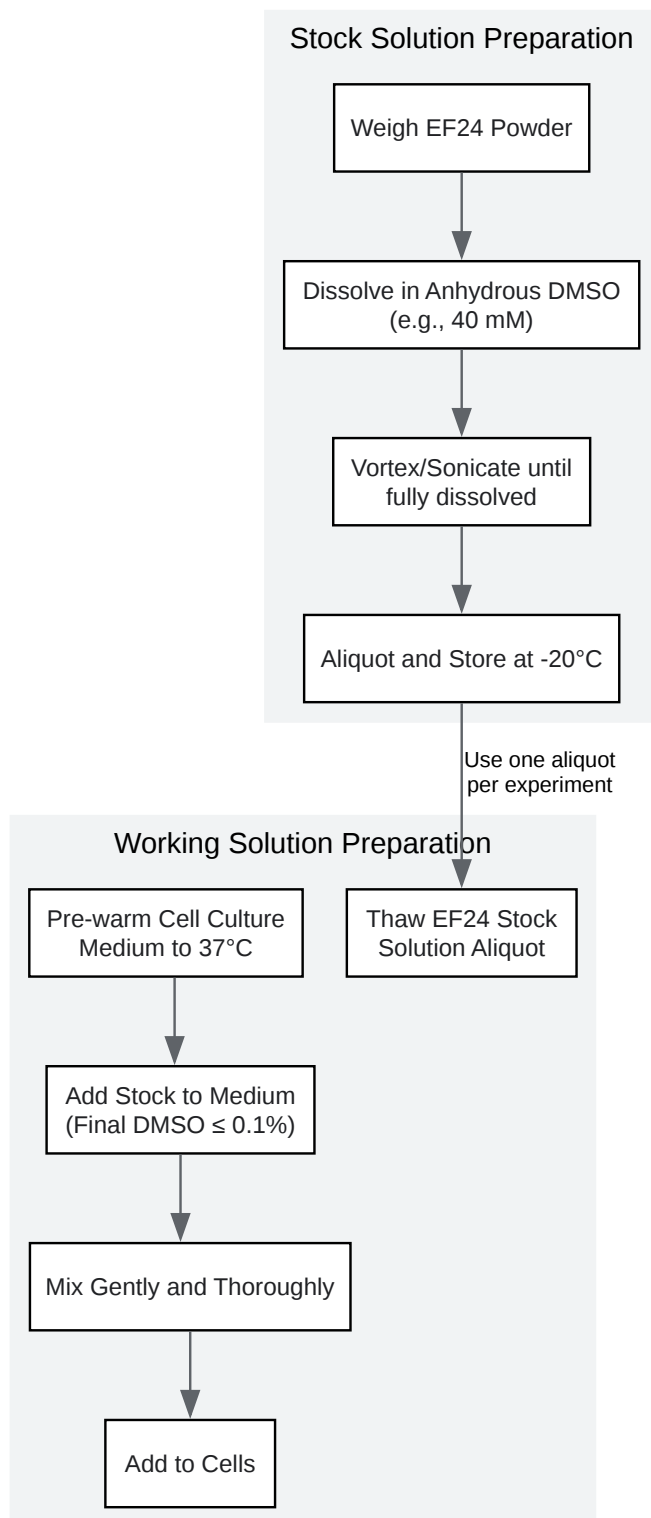 Stock Solution Preparation
Weigh EF24 Powder
Dissolve in Anhydrous DMSO
(e.g., 40 mM)
Vortex/Sonicate until
fully dissolved
Aliquot and Store at -20°C
Use one aliquot
per experiment
Working Solution Preparation
Pre-warm Cell Culture
Medium to 37°C
Thaw EF24 Stock
Solution Aliquot
Add Stock to Medium
(Final DMSO ≤ 0.1%)
Mix Gently and Thoroughly
Add to Cells